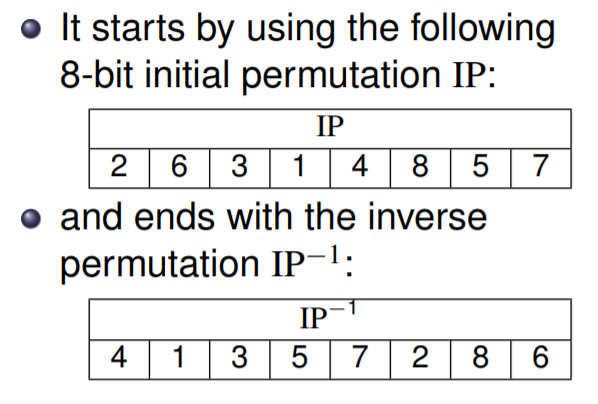 It starts by using the following
8-bit initial permutation IP:
IP
2 6 3 1 4 8 5 7
and ends with the inverse
permutation IP⁻¹:
IP⁻¹
4 1 3 5 7 2 8 6